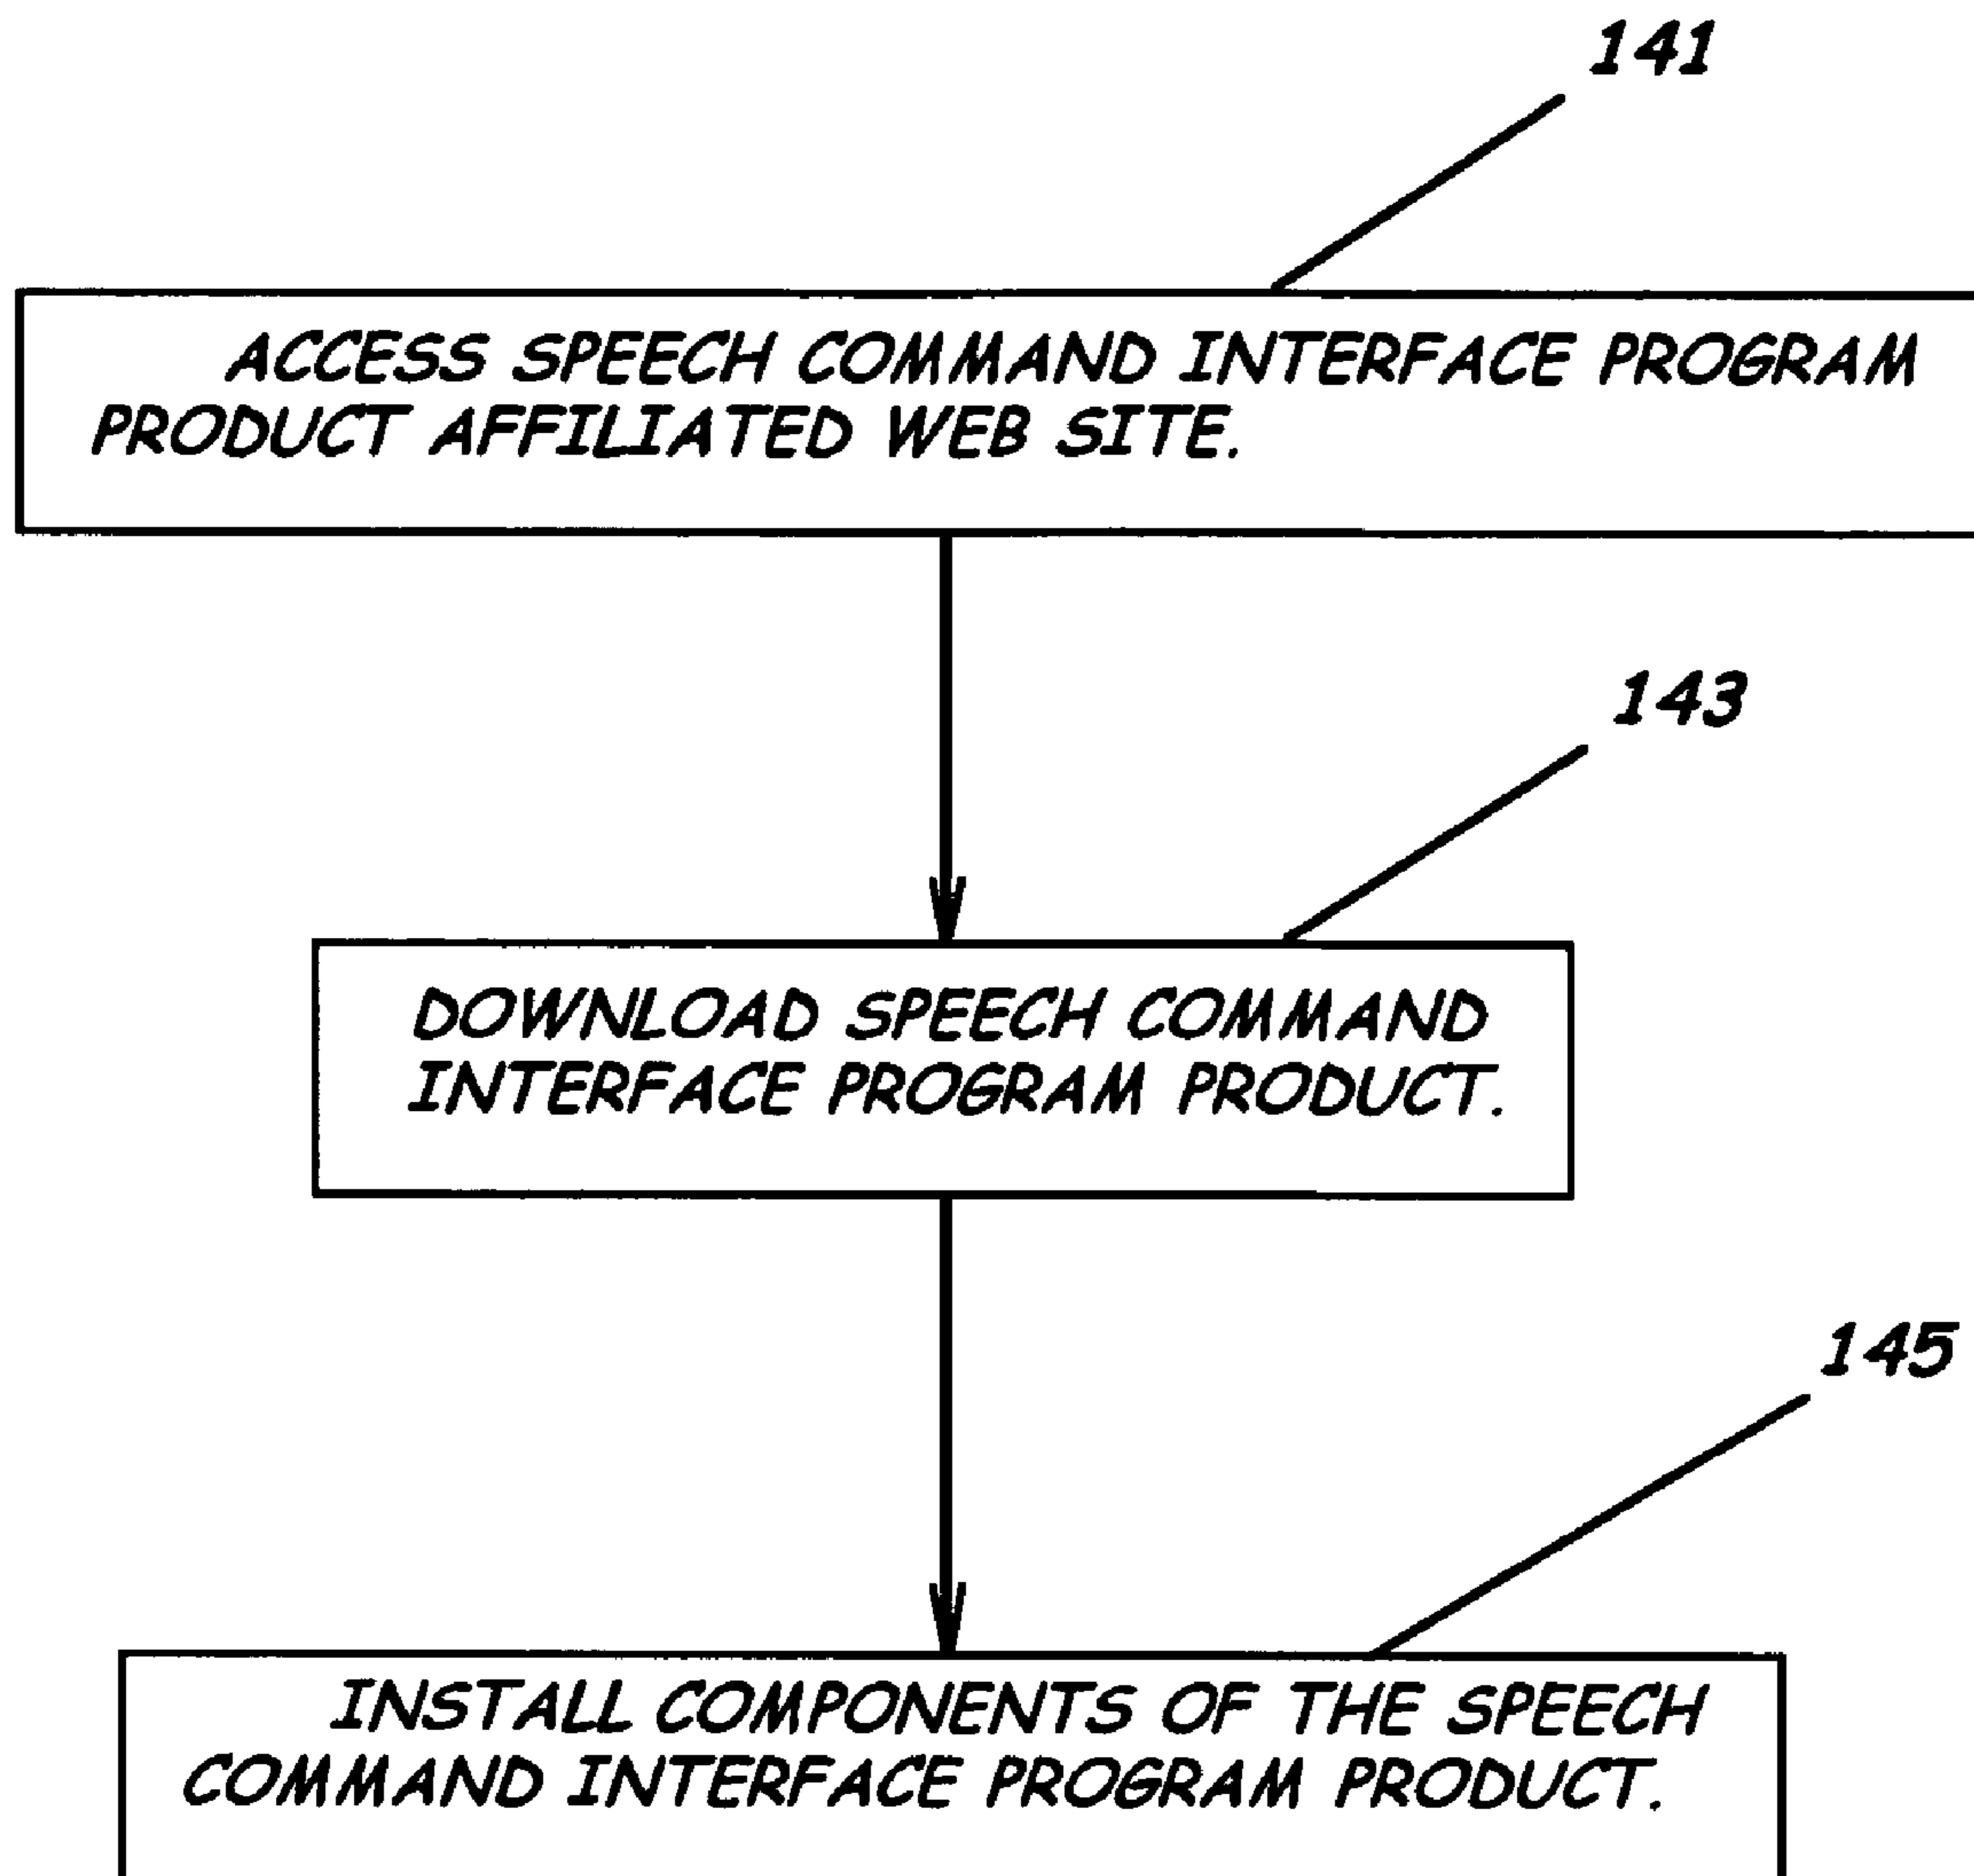 141
ACCESS SPEECH COMMAND INTERFACE PROGRAM
PRODUCT AFFILIATED WEB SITE.
143
DOWNLOAD SPEECH COMMAND
INTERFACE PROGRAM PRODUCT.
145
INSTALL COMPONENTS OF THE SPEECH
COMMAND INTERFACE PROGRAM PRODUCT.